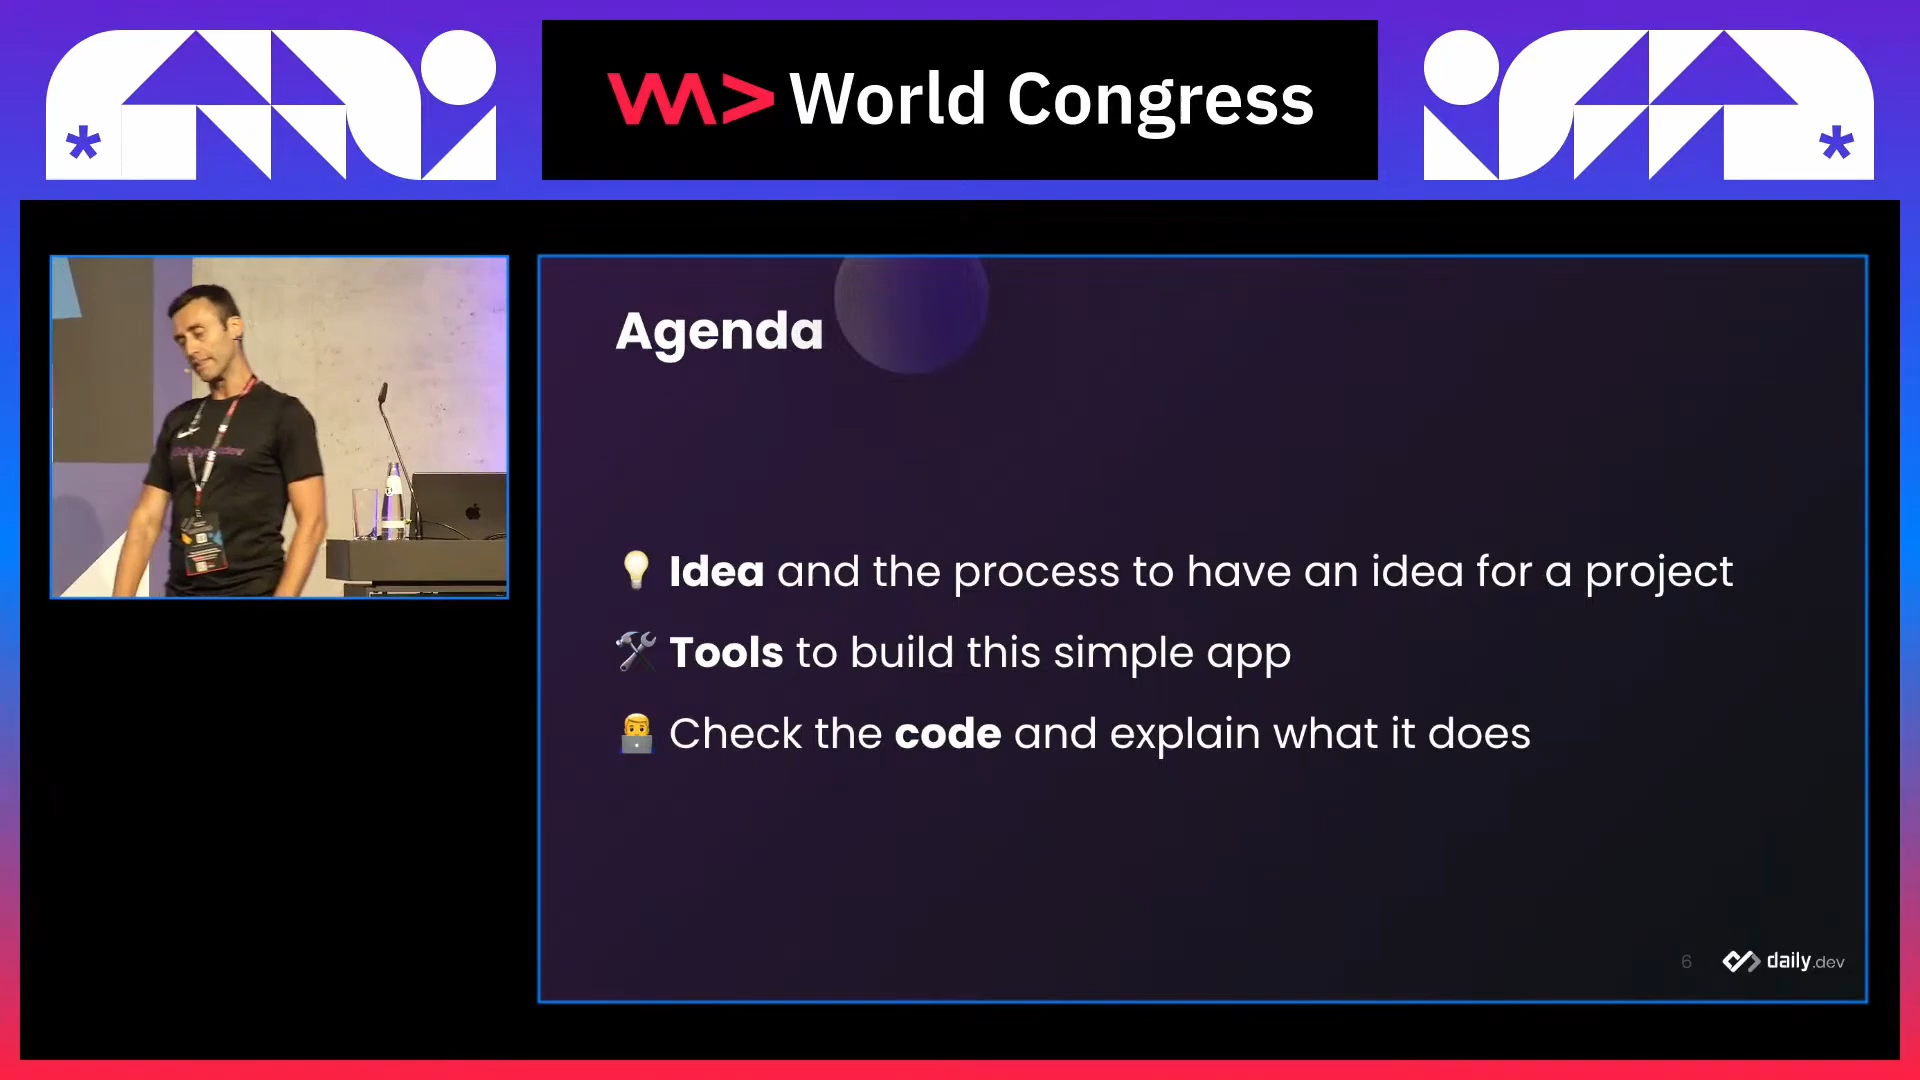 World Congress
Agenda
💡 Idea and the process to have an idea for a project
🛠 Tools to build this simple app
👨‍💻 Check the code and explain what it does
6
daily.dev